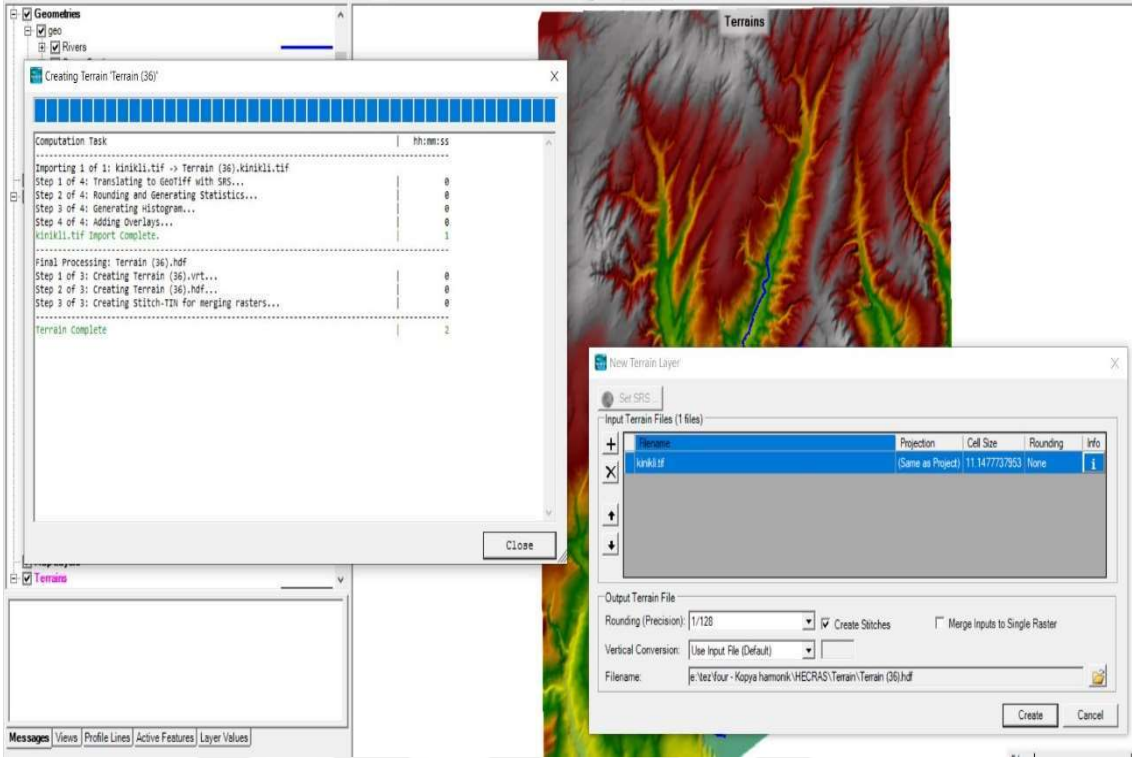 Geometries
geo
Rivers
Terrains
Creating Terrain 'Terrain (36)'
Computation Task | hh:mm:ss
Importing 1 of 1: kinikli.tif -> Terrain (36).kinikli.tif
Step 1 of 4: Translating to GeoTiff with SRS... | 0
Step 2 of 4: Rounding and Generating Statistics... | 0
Step 3 of 4: Generating Histogram... | 0
Step 4 of 4: Adding Overlays... | 0
kinikli.tif Import Complete. | 1
Final Processing: Terrain (36).hdf
Step 1 of 3: Creating Terrain (36).vrt... | 0
Step 2 of 3: Creating Terrain (36).hdf... | 0
Step 3 of 3: Creating Stitch-TIN for merging rasters... | 0
Terrain Complete | 2
Close
Terrains
Messages Views Profile Lines Active Features Layer Values
New Terrain Layer
Set SRS ...
Input Terrain Files (1 files)
Filename Projection Cell Size Rounding Info
kinikli.tif (Same as Project) 11.1477737953 None i
Output Terrain File
Rounding (Precision): 1/128 Create Stitches Merge Inputs to Single Raster
Vertical Conversion: Use Input File (Default)
Filename: e:\tez\four - Kopya harmonik\HECRAS\Terrain\Terrain (36).hdf
Create Cancel